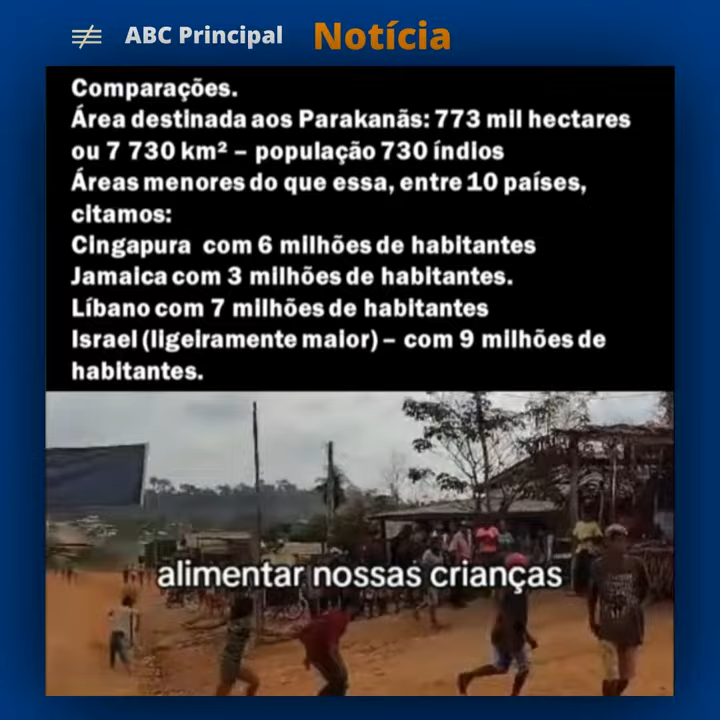 ABC Principal Notícia
Comparações.
Área destinada aos Parakanãs: 773 mil hectares
ou 7 730 km² – população 730 índios
Áreas menores do que essa, entre 10 países,
citamos:
Cingapura com 6 milhões de habitantes
Jamaica com 3 milhões de habitantes.
Líbano com 7 milhões de habitantes
Israel (ligeiramente maior) – com 9 milhões de
habitantes.
alimentar nossas crianças